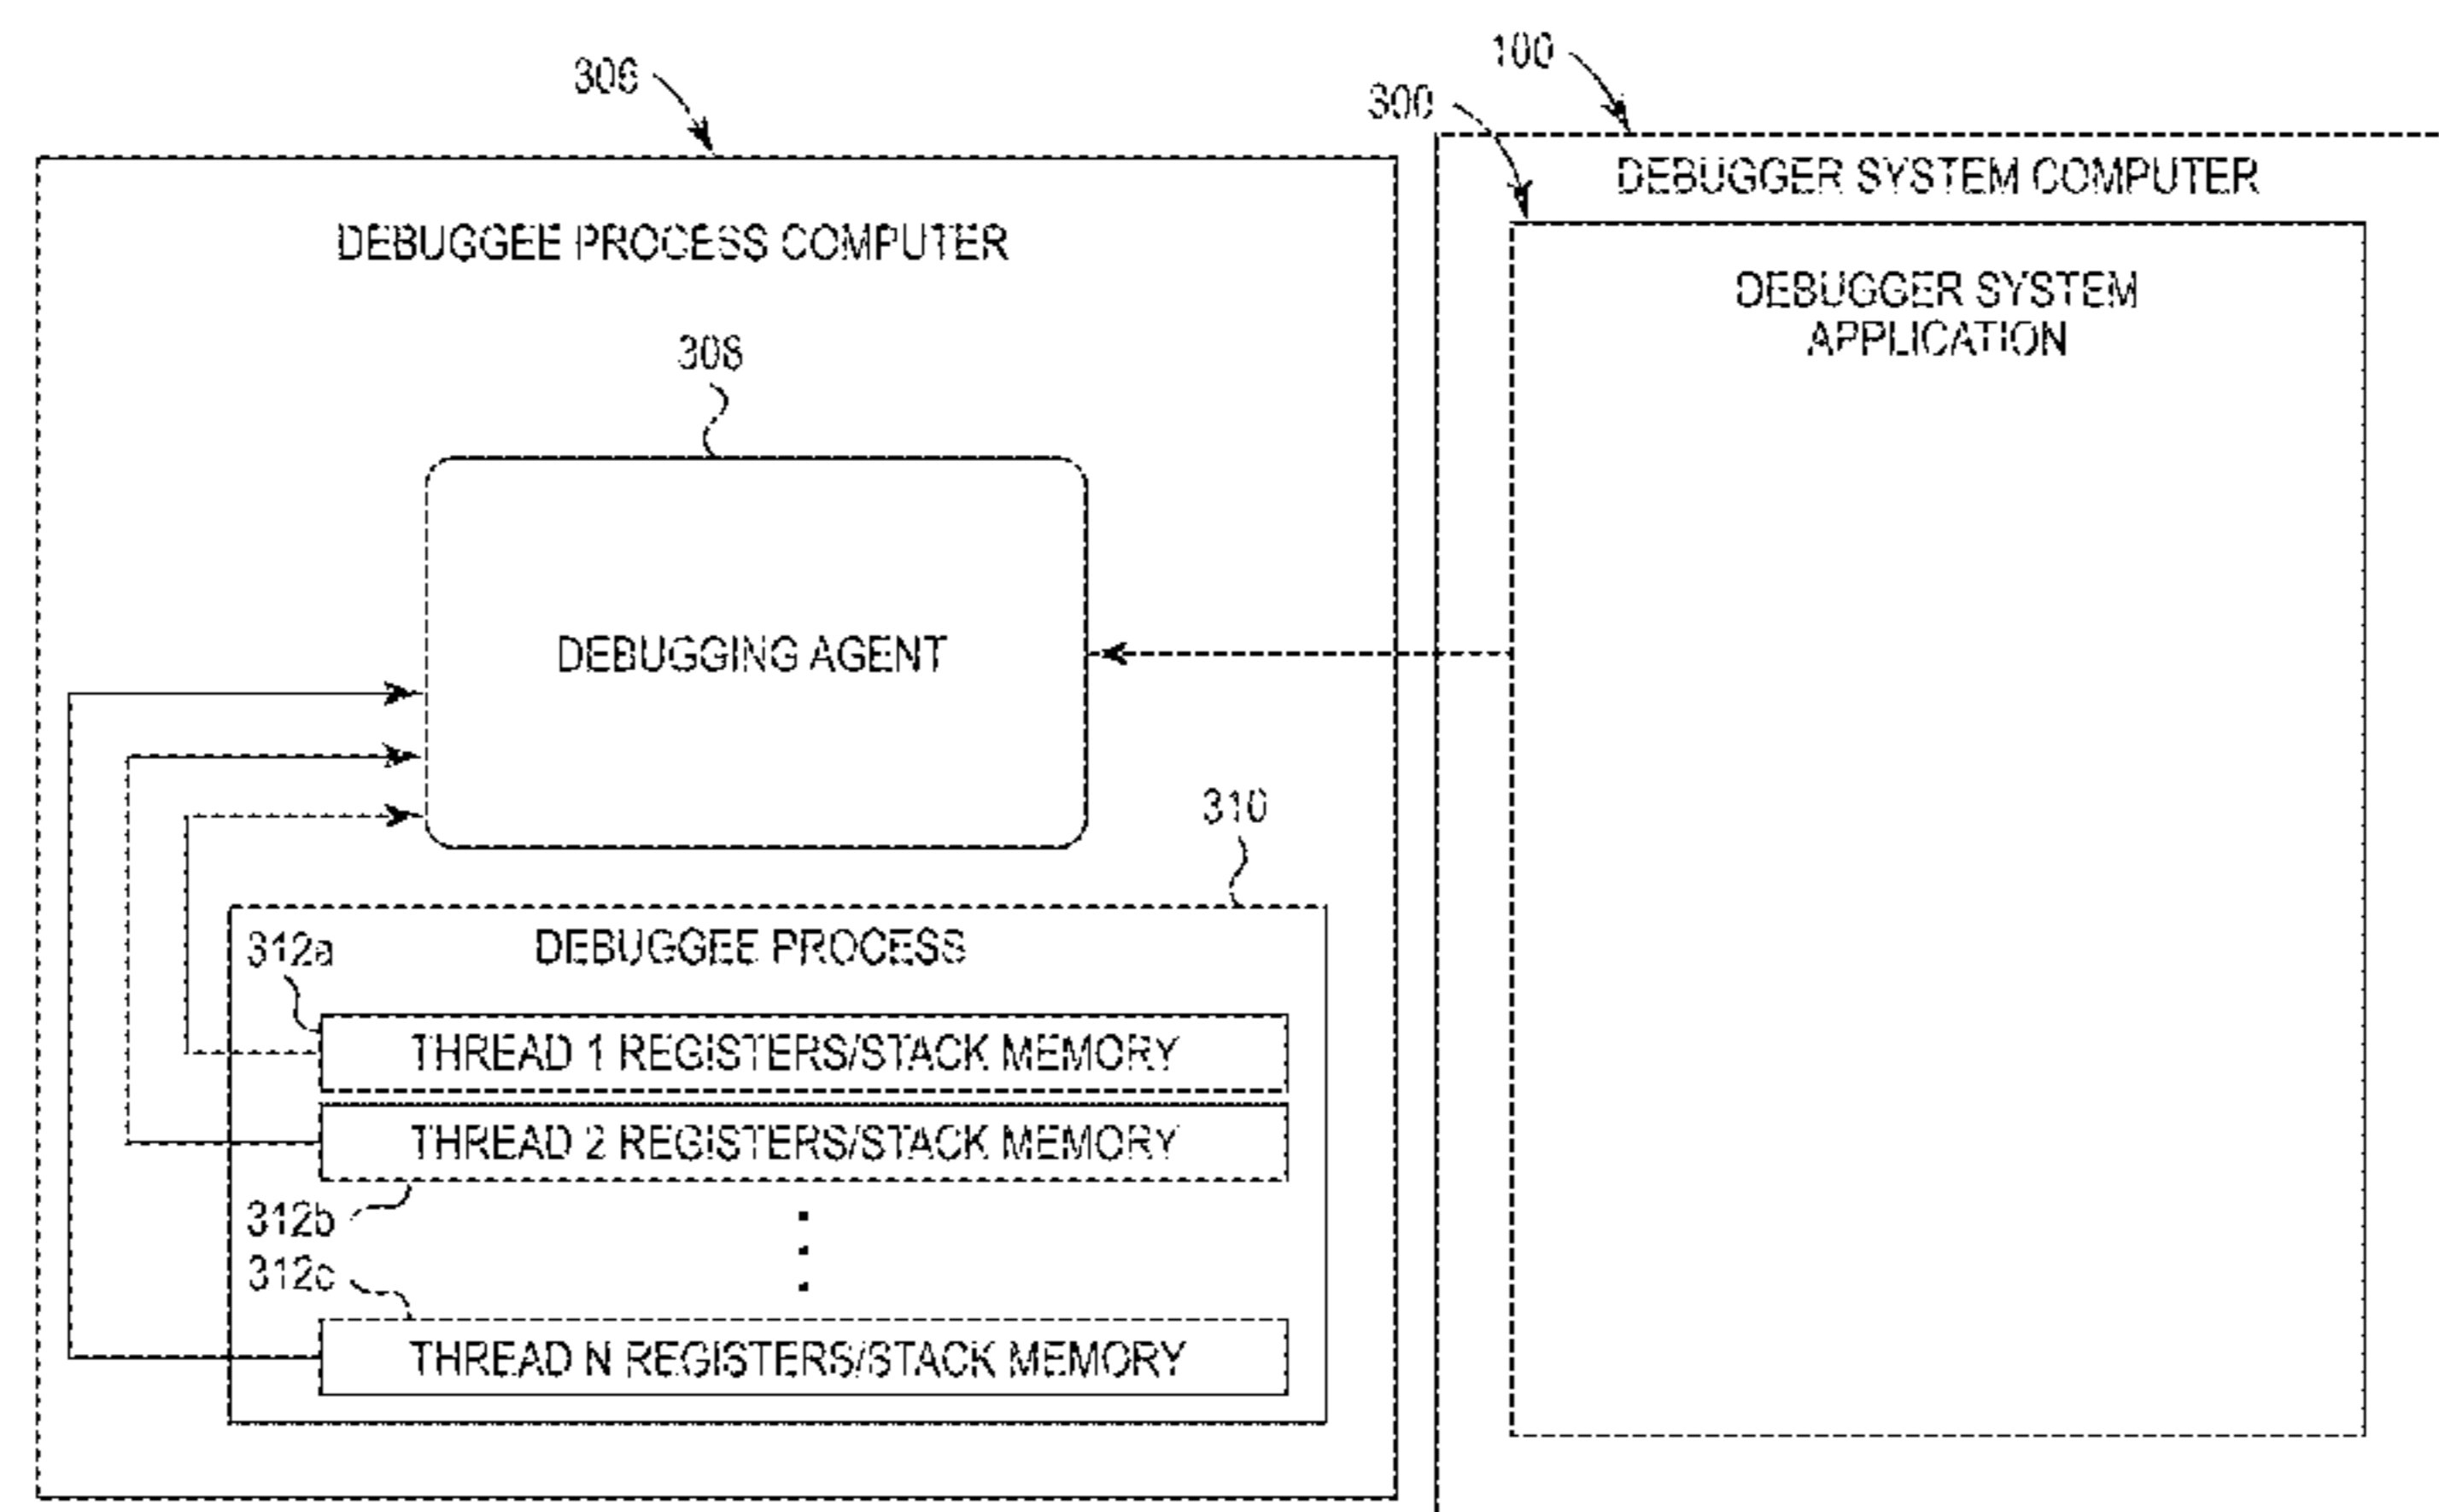 306
100
300
DEBUGGER SYSTEM COMPUTER
DEBUGGEE PROCESS COMPUTER
DEBUGGER SYSTEM
APPLICATION
308
DEBUGGING AGENT
310
312a
DEBUGGEE PROCESS
THREAD 1 REGISTERS/STACK MEMORY
THREAD 2 REGISTERS/STACK MEMORY
312b
312c
THREAD N REGISTERS/STACK MEMORY